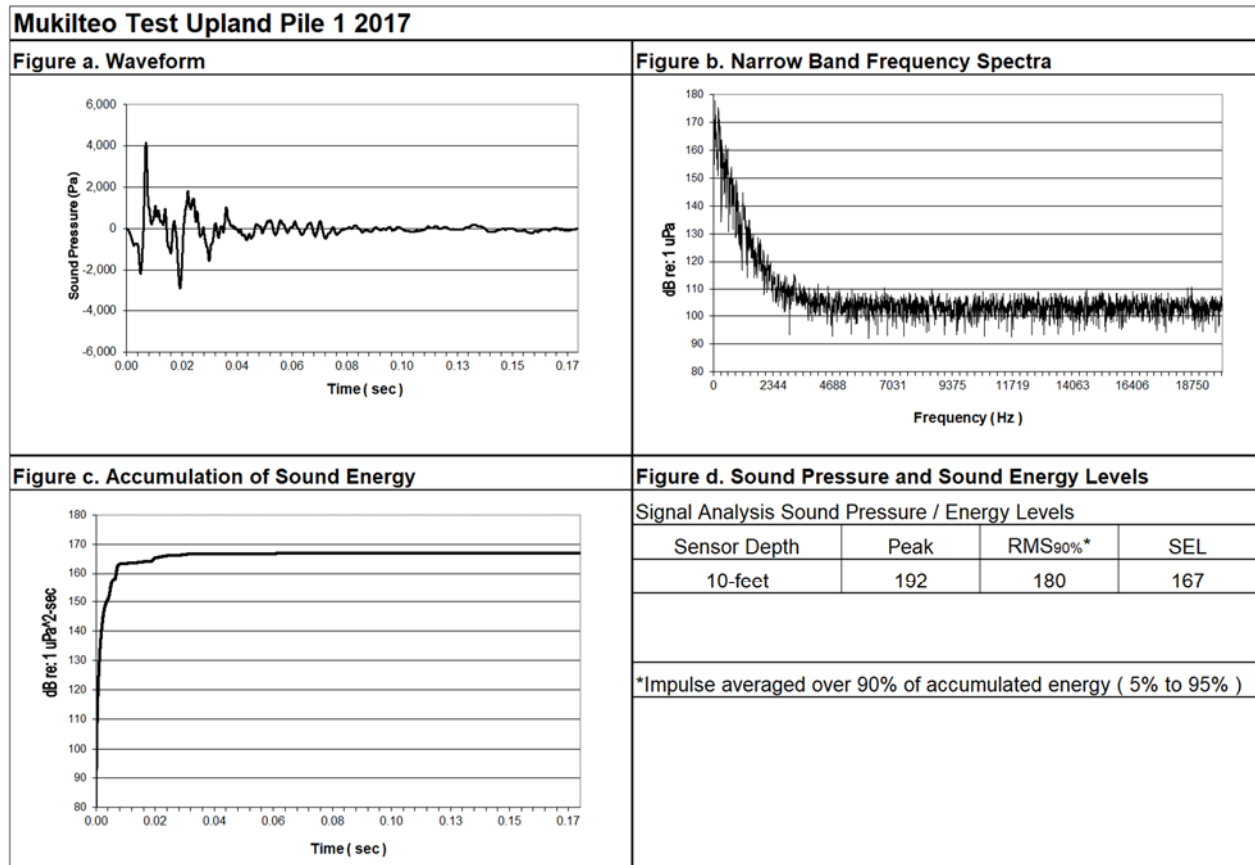 Mukilteo Test Upland Pile 1 2017
Figure a. Waveform
6,000
4,000
2,000
0
-2,000
-4,000
-6,000
Sound Pressure (Pa)
0.00 0.02 0.04 0.06 0.08 0.10 0.12 0.13 0.15 0.17
Time ( sec )
Figure b. Narrow Band Frequency Spectra
180
170
160
150
140
130
120
110
100
90
80
dB re: 1 uPa
0 2344 4688 7031 9375 11719 14063 16406 18750
Frequency ( Hz )
Figure c. Accumulation of Sound Energy
180
170
160
150
140
130
120
110
100
90
80
dB re: 1 uPa^2-sec
0.00 0.02 0.04 0.06 0.08 0.10 0.12 0.13 0.15 0.17
Time ( sec )
Figure d. Sound Pressure and Sound Energy Levels
Signal Analysis Sound Pressure / Energy Levels
Sensor Depth Peak RMS90%* SEL
10-feet 192 180 167
*Impulse averaged over 90% of accumulated energy ( 5% to 95% )